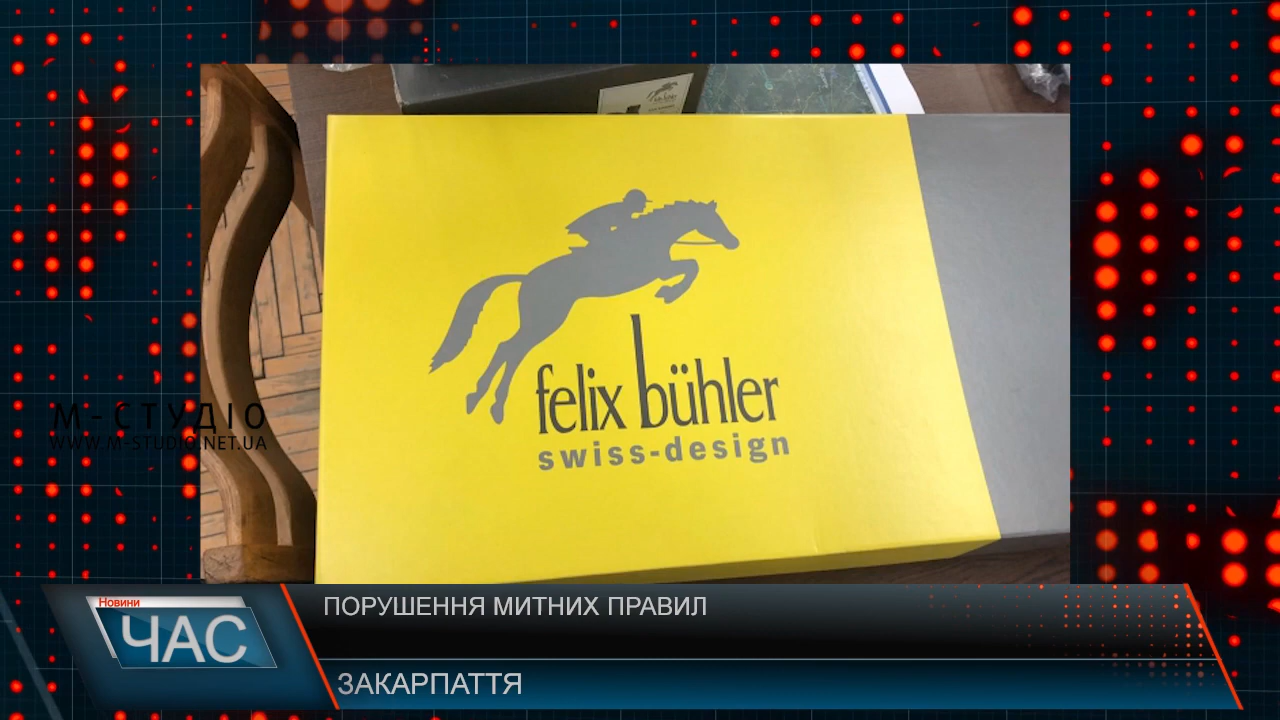 felix bühler
swiss-design
М-СТУДІО
WWW.M-STUDIO.NET.UA
Новини
ЧАС
ПОРУШЕННЯ МИТНИХ ПРАВИЛ
ЗАКАРПАТТЯ